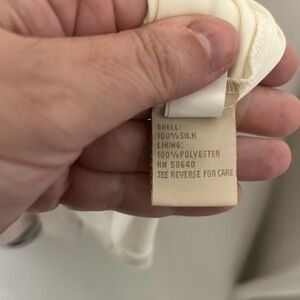 SHELL:
100% SILK
LINING:
100% POLYESTER
RN 50640
SEE REVERSE FOR CARE